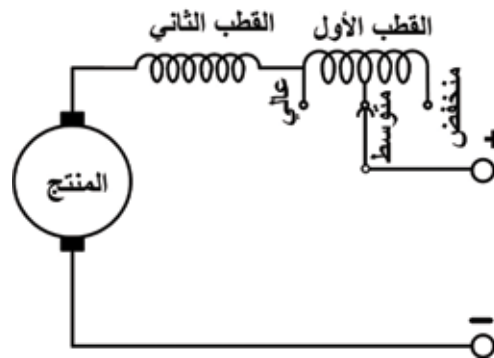 القطب الأول
القطب الثاني
منخفض
متوسط
عالي
+
المنتج
−